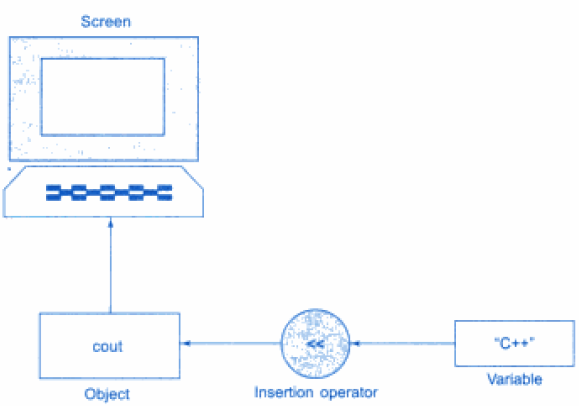 Screen
cout
<<
"C++"
Object
Insertion operator
Variable